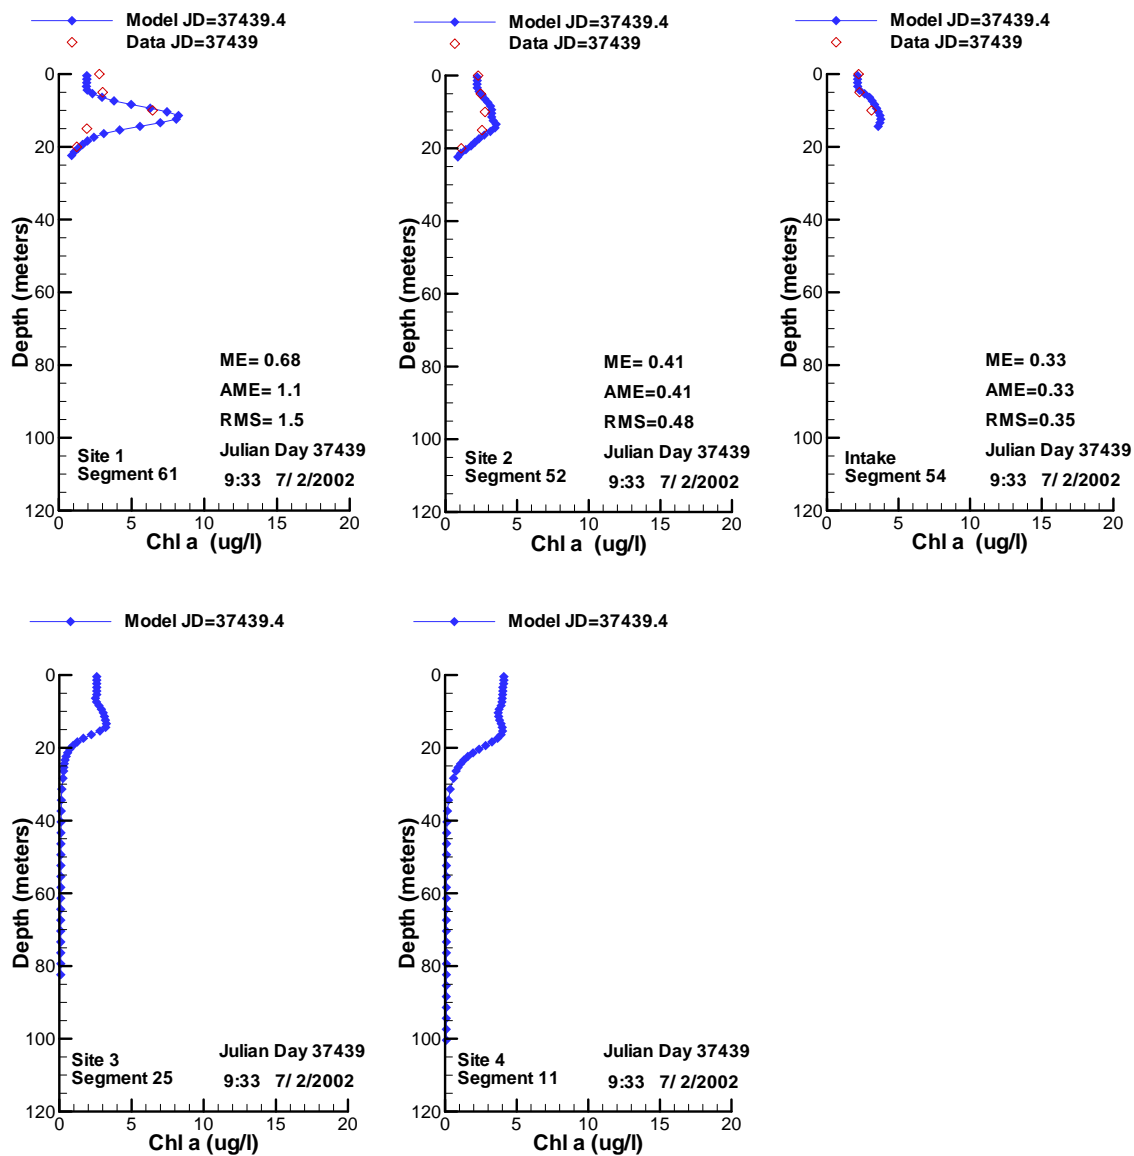 Model JD=37439.4
Data JD=37439
0
20
40
60
80
100
120
Depth (meters)
ME= 0.68
AME= 1.1
RMS= 1.5
Julian Day 37439
9:33 7/ 2/2002
Site 1
Segment 61
0 5 10 15 20
Chl a (ug/l)
Model JD=37439.4
Data JD=37439
0
20
40
60
80
100
120
Depth (meters)
ME= 0.41
AME=0.41
RMS=0.48
Julian Day 37439
9:33 7/ 2/2002
Site 2
Segment 52
0 5 10 15 20
Chl a (ug/l)
Model JD=37439.4
Data JD=37439
0
20
40
60
80
100
120
Depth (meters)
ME= 0.33
AME=0.33
RMS=0.35
Julian Day 37439
9:33 7/ 2/2002
Intake
Segment 54
0 5 10 15 20
Chl a (ug/l)
Model JD=37439.4
0
20
40
60
80
100
120
Depth (meters)
Julian Day 37439
9:33 7/ 2/2002
Site 3
Segment 25
0 5 10 15 20
Chl a (ug/l)
Model JD=37439.4
0
20
40
60
80
100
120
Depth (meters)
Julian Day 37439
9:33 7/ 2/2002
Site 4
Segment 11
0 5 10 15 20
Chl a (ug/l)